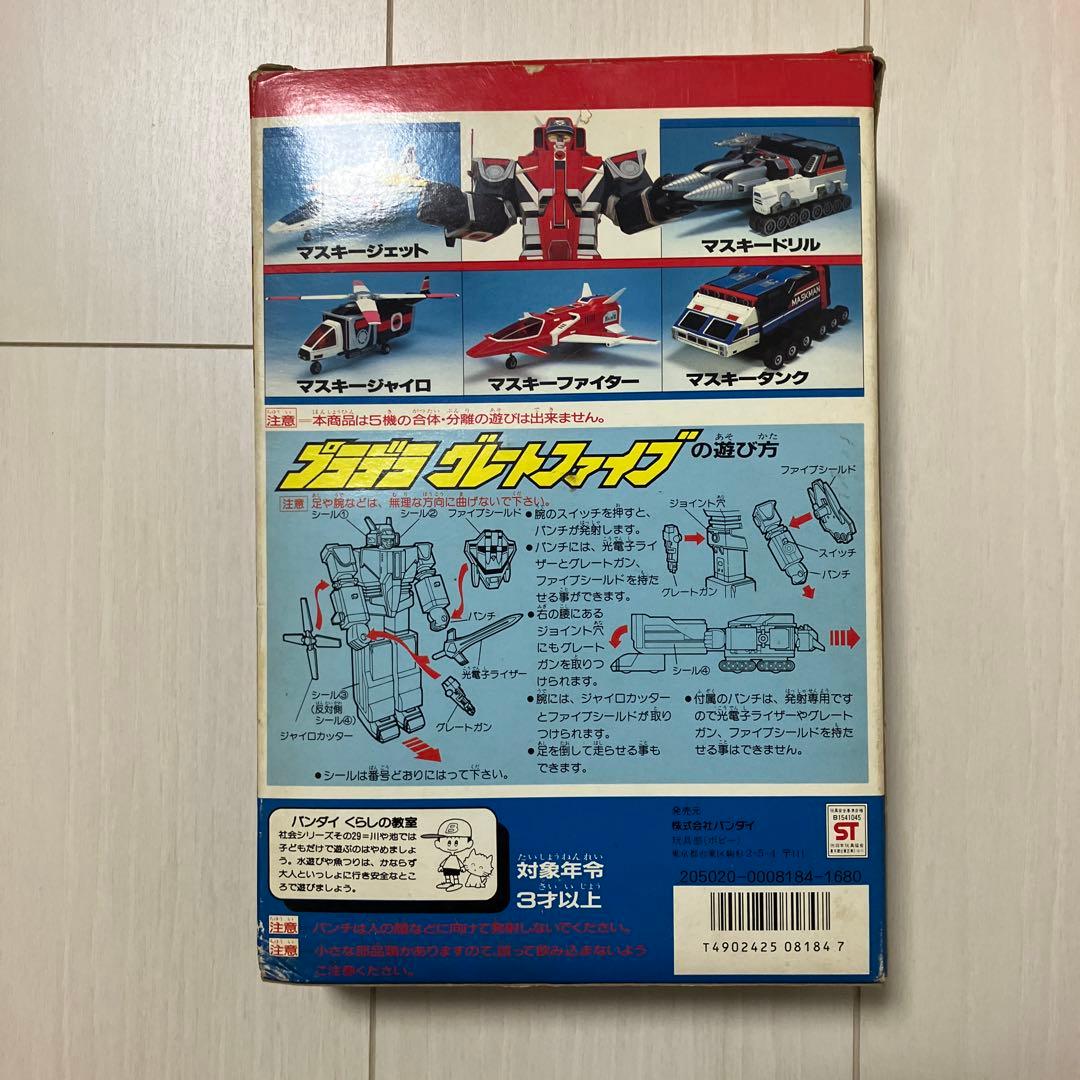 マスキージェット
マスキードリル
MASKMAN
マスキージャイロ
マスキーファイター
マスキータンク
注意=本商品は5機の合体・分離の遊びは出来ません。
プラデラ グレートファイブの遊び方
注意 足や腕などは、無理な方向に曲げないで下さい。
シール①
シール②
ファイブシールド
パンチ
光電子ライザー
グレートガン
シール③
(反対側
シール④)
ジャイロカッター
●シールは番号どおりにはって下さい。
●腕のスイッチを押すと、
パンチが発射します。
●パンチには、光電子ライ
ザーとグレートガン、
ファイブシールドを持た
せる事ができます。
●右の腰にある
ジョイント穴
にもグレート
ガンを取りつ
けられます。
●腕には、ジャイロカッター
とファイブシールドが取り
つけられます。
●足を倒して走らせる事も
できます。
ジョイント穴
グレートガン
ファイブシールド
スイッチ
パンチ
シール④
●付属のパンチは、発射専用です
ので光電子ライザーやグレート
ガン、ファイブシールドを持た
せる事はできません。
バンダイ くらしの教室
社会シリーズその29=川や池では
子どもだけで遊ぶのはやめましょ
う。水遊びや魚つりは、かならず
大人といっしょに行き安全なとこ
ろで遊びましょう。
対象年令
3才以上
発売元
株式会社バンダイ
玩具部(ポピー)
東京都台東区駒形2-5-4 〒111
B1541045
ST
205020-0008184-1680
T4902425 08184 7
注意 パンチは人の顔などに向けて発射しないでください。
注意 小さな部品類がありますので、誤って飲み込まないよう
ご注意ください。